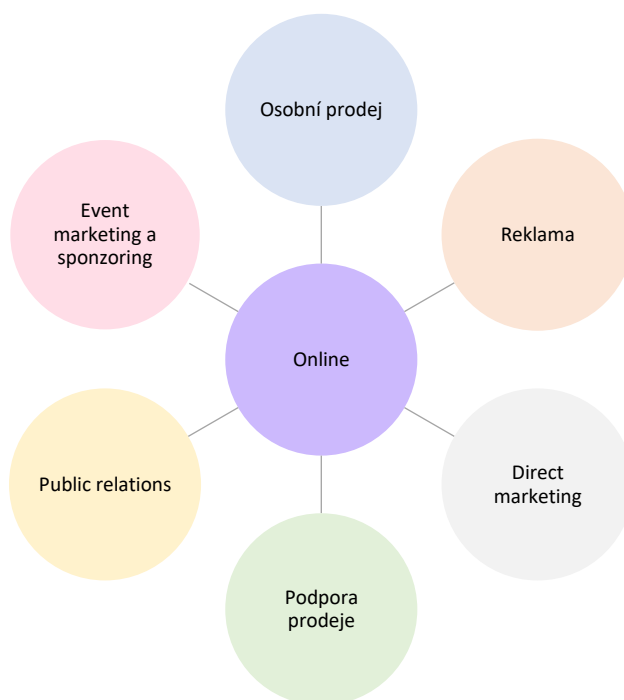 Osobní prodej
Event
marketing a
sponzoring
Reklama
Online
Public relations
Direct
marketing
Podpora
prodeje